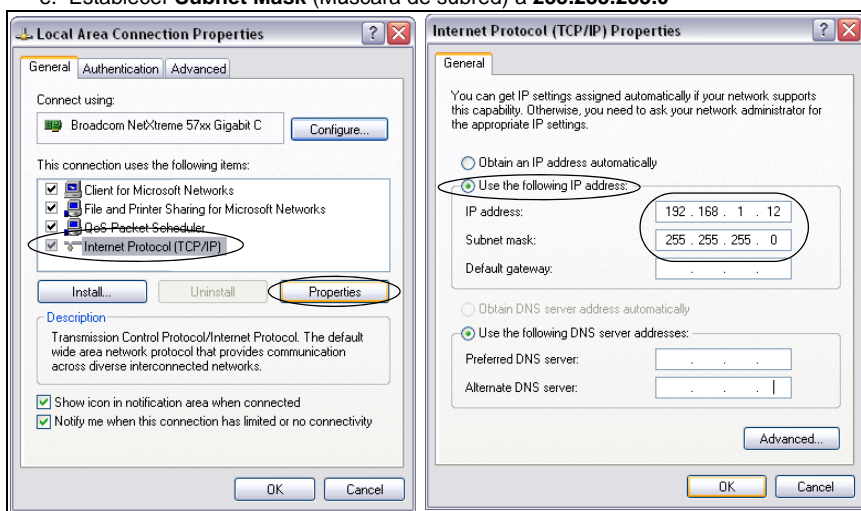 c. Establecer Subnet Mask (Máscara de subred) a 255.255.255.0
Local Area Connection Properties
General Authentication Advanced
Connect using:
Broadcom NetXtreme 57xx Gigabit C
Configure...
This connection uses the following items:
Client for Microsoft Networks
File and Printer Sharing for Microsoft Networks
QoS Packet Scheduler
Internet Protocol (TCP/IP)
Install... Uninstall Properties
Description
Transmission Control Protocol/Internet Protocol. The default
wide area network protocol that provides communication
across diverse interconnected networks.
Show icon in notification area when connected
Notify me when this connection has limited or no connectivity
OK Cancel
Internet Protocol (TCP/IP) Properties
General
You can get IP settings assigned automatically if your network supports
this capability. Otherwise, you need to ask your network administrator for
the appropriate IP settings.
Obtain an IP address automatically
Use the following IP address:
IP address: 192 . 168 . 1 . 12
Subnet mask: 255 . 255 . 255 . 0
Default gateway: . . .
Obtain DNS server address automatically
Use the following DNS server addresses:
Preferred DNS server: . . .
Alternate DNS server: . . .
Advanced...
OK Cancel